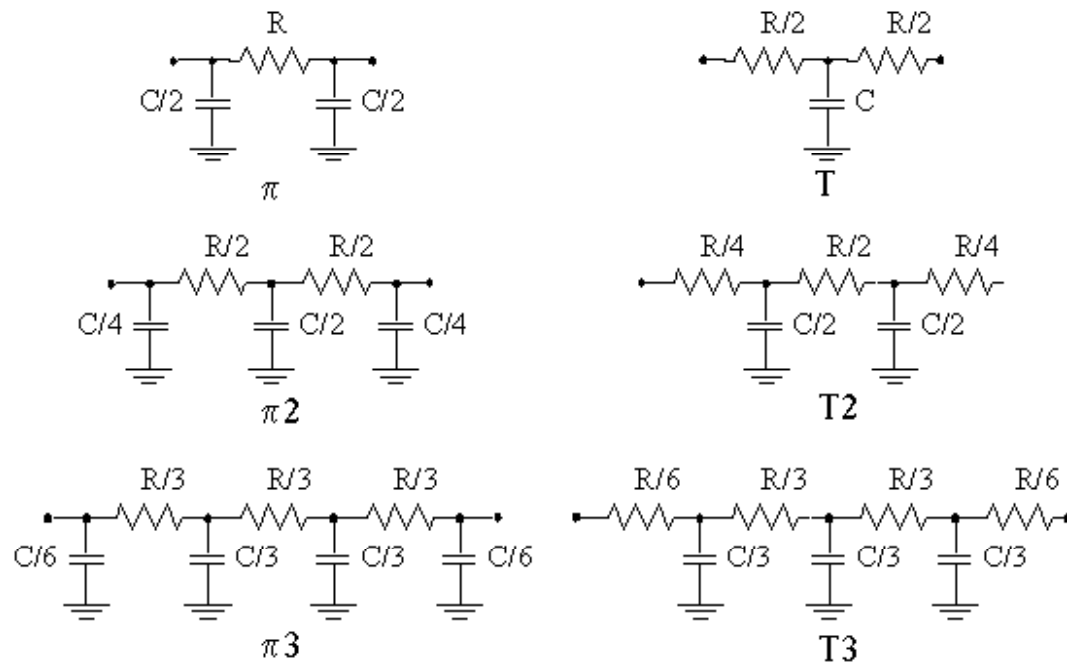 R
C/2 C/2
π
R/2 R/2
C
T
R/2 R/2
C/4 C/2 C/4
π2
R/4 R/2 R/4
C/2 C/2
T2
R/3 R/3 R/3
C/6 C/3 C/3 C/6
π3
R/6 R/3 R/3 R/6
C/3 C/3 C/3
T3